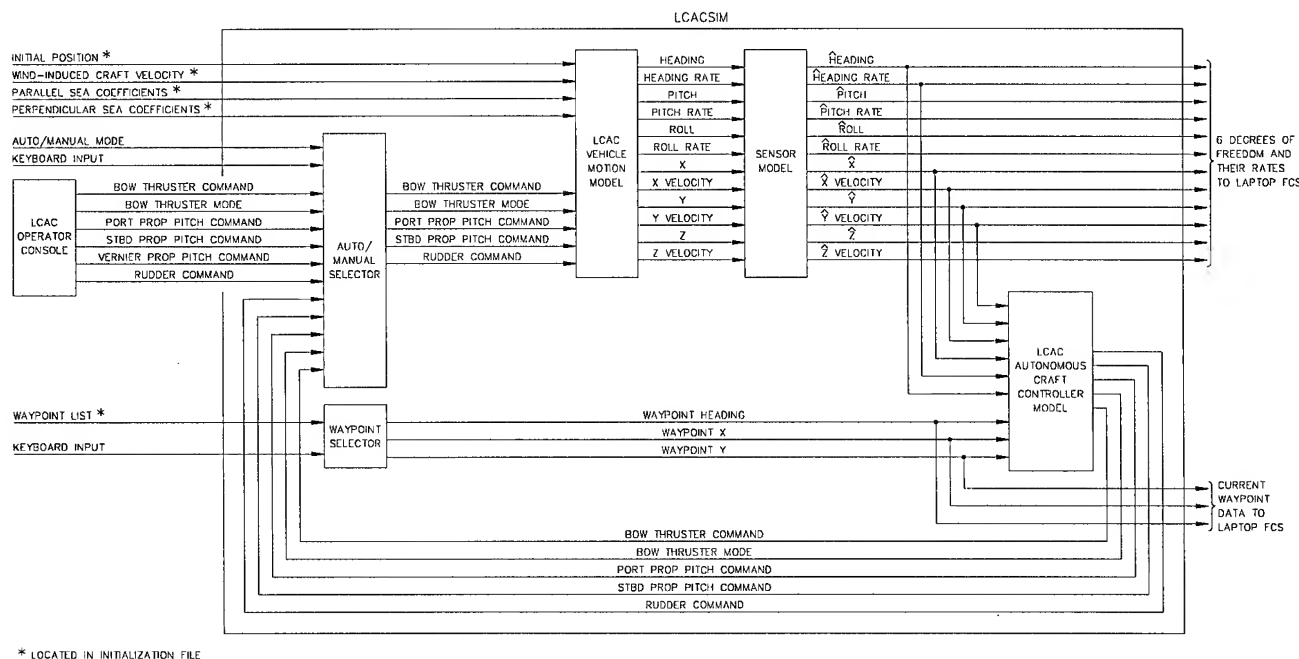 LCACSIM
INITIAL POSITION *
WIND-INDUCED CRAFT VELOCITY *
PARALLEL SEA COEFFICIENTS *
PERPENDICULAR SEA COEFFICIENTS *
AUTO/MANUAL MODE
KEYBOARD INPUT
LCAC
OPERATOR
CONSOLE
BOW THRUSTER COMMAND
BOW THRUSTER MODE
PORT PROP PITCH COMMAND
STBD PROP PITCH COMMAND
VERNIER PROP PITCH COMMAND
RUDDER COMMAND
AUTO/
MANUAL
SELECTOR
BOW THRUSTER COMMAND
BOW THRUSTER MODE
PORT PROP PITCH COMMAND
STBD PROP PITCH COMMAND
RUDDER COMMAND
LCAC
VEHICLE
MOTION
MODEL
HEADING
HEADING RATE
PITCH
PITCH RATE
ROLL
ROLL RATE
X
X VELOCITY
Y
Y VELOCITY
Z
Z VELOCITY
SENSOR
MODEL
ĤEADING
ĤEADING RATE
P̂ITCH
P̂ITCH RATE
R̂OLL
R̂OLL RATE
X̂
X̂ VELOCITY
Ŷ
Ŷ VELOCITY
Ẑ
Ẑ VELOCITY
6 DEGREES OF
FREEDOM AND
THEIR RATES
TO LAPTOP FCS
LCAC
AUTONOMOUS
CRAFT
CONTROLLER
MODEL
WAYPOINT LIST *
KEYBOARD INPUT
WAYPOINT
SELECTOR
WAYPOINT HEADING
WAYPOINT X
WAYPOINT Y
CURRENT
WAYPOINT
DATA TO
LAPTOP FCS
BOW THRUSTER COMMAND
BOW THRUSTER MODE
PORT PROP PITCH COMMAND
STBD PROP PITCH COMMAND
RUDDER COMMAND
* LOCATED IN INITIALIZATION FILE